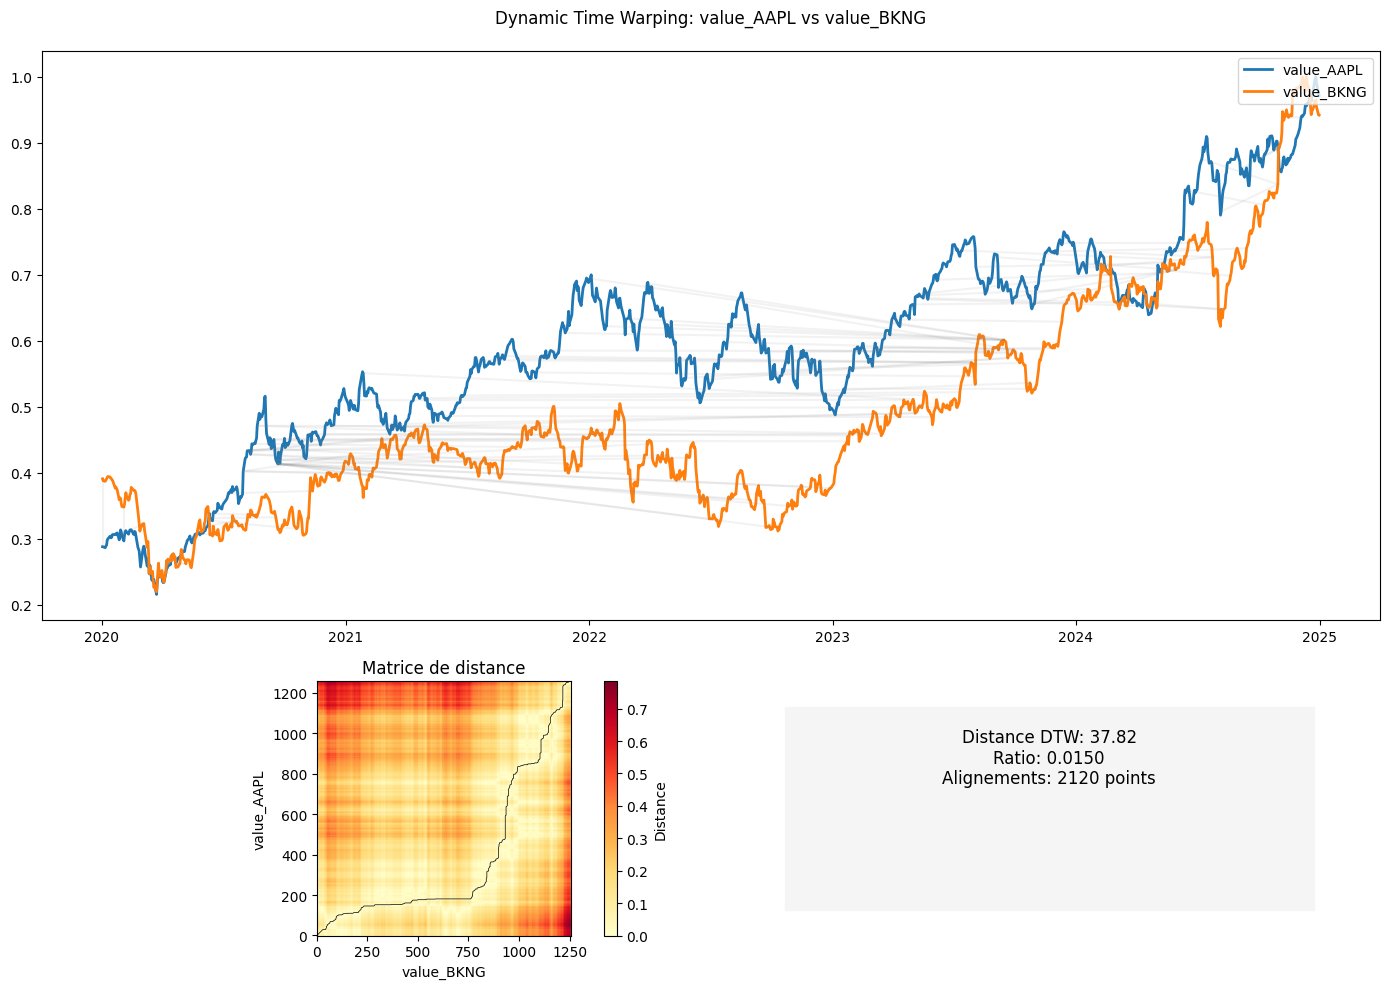 Dynamic Time Warping: value_AAPL vs value_BKNG
1.0
0.9
0.8
0.7
0.6
0.5
0.4
0.3
0.2
value_AAPL
value_BKNG
2020 2021 2022 2023 2024 2025
Matrice de distance
1200
1000
800
600
400
200
0
value_AAPL
0 250 500 750 1000 1250
value_BKNG
0.7
0.6
0.5
0.4
0.3
0.2
0.1
0.0
Distance
Distance DTW: 37.82
Ratio: 0.0150
Alignements: 2120 points